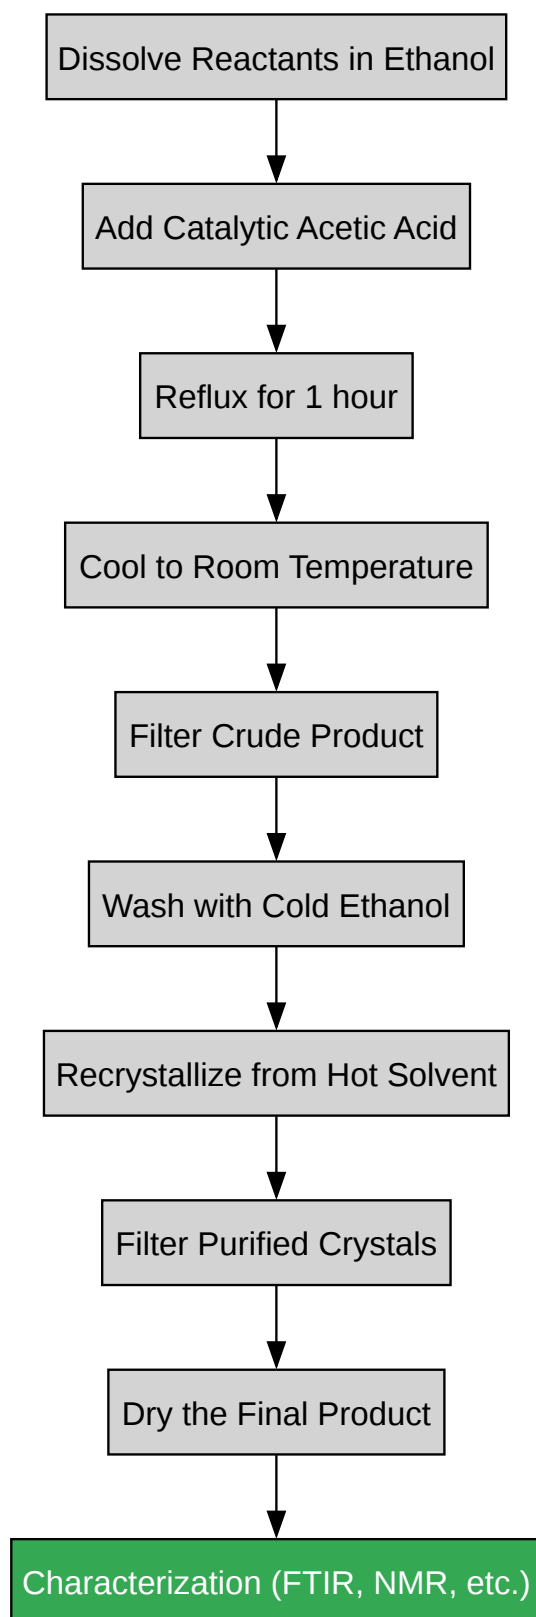 Dissolve Reactants in Ethanol
Add Catalytic Acetic Acid
Reflux for 1 hour
Cool to Room Temperature
Filter Crude Product
Wash with Cold Ethanol
Recrystallize from Hot Solvent
Filter Purified Crystals
Dry the Final Product
Characterization (FTIR, NMR, etc.)